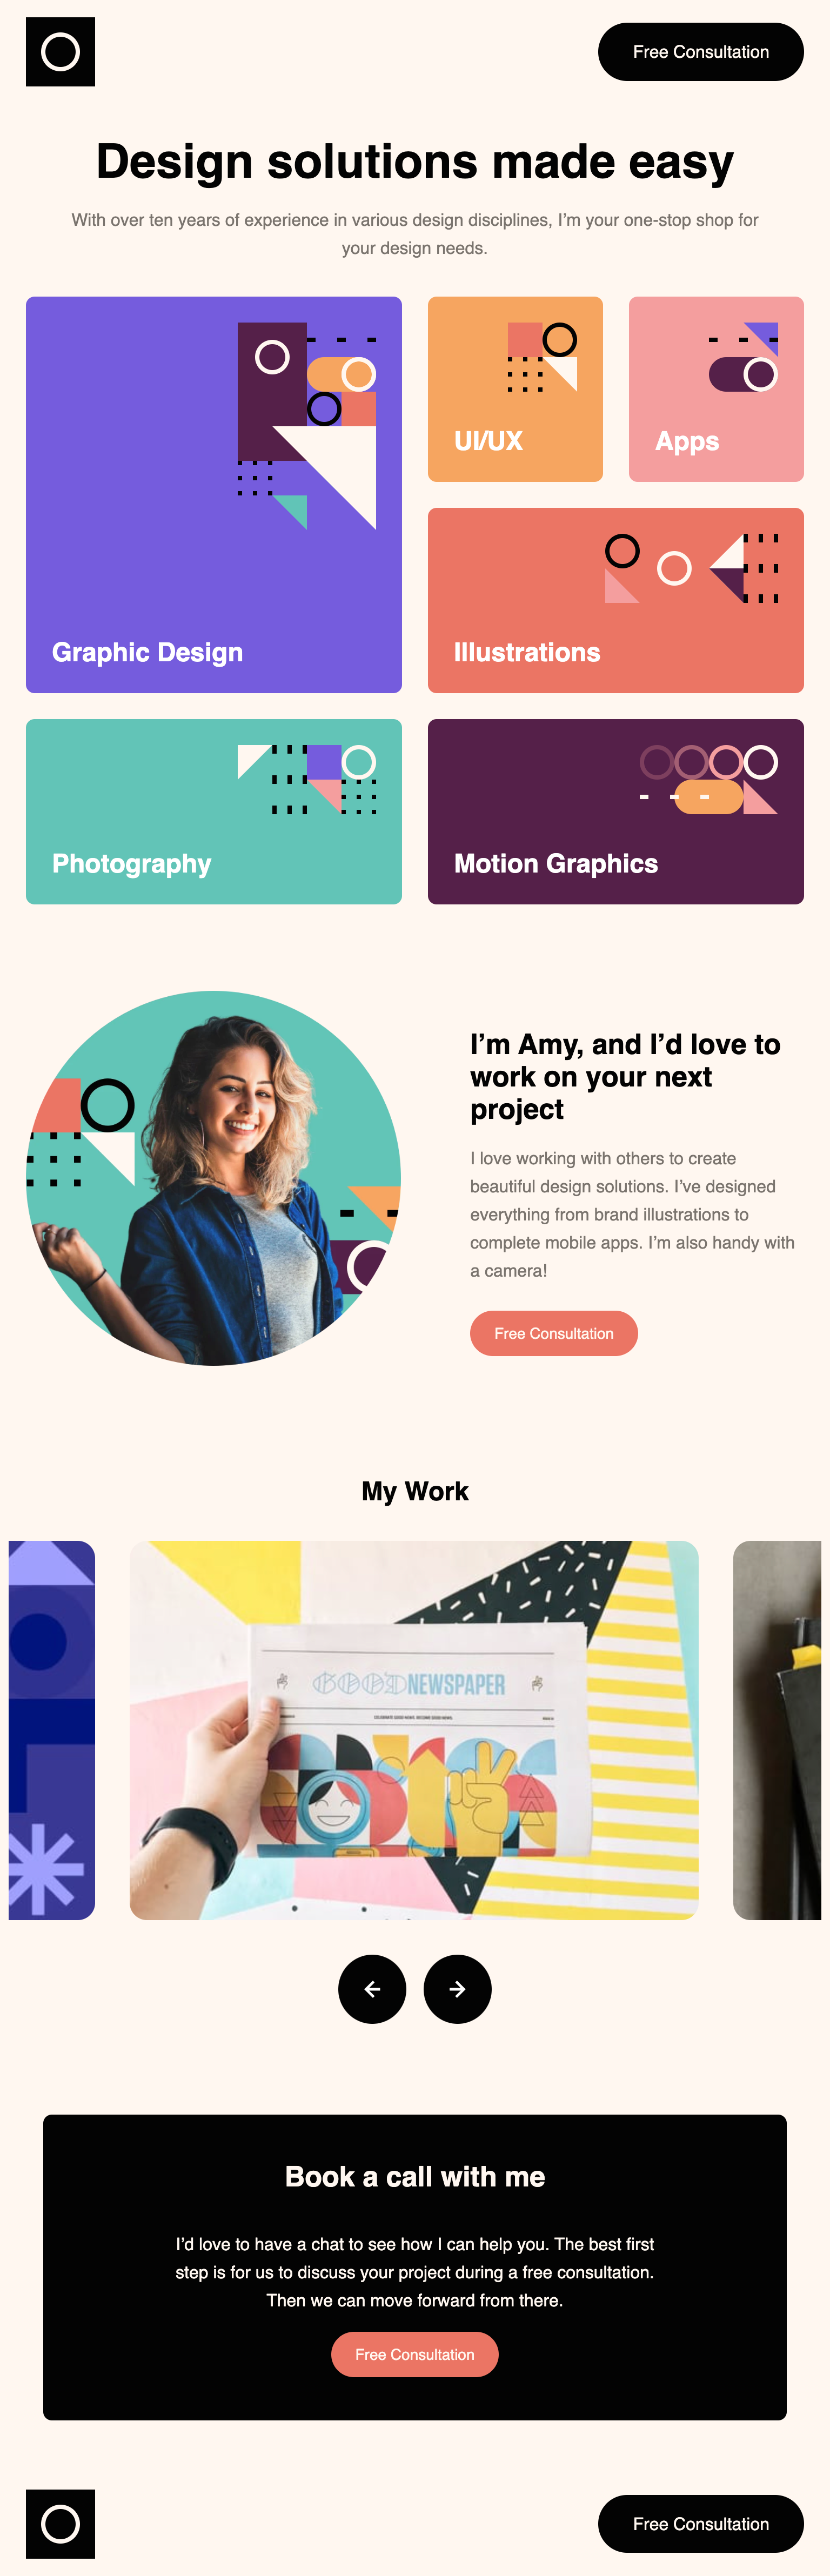 Free Consultation
Design solutions made easy
With over ten years of experience in various design disciplines, I’m your one-stop shop for
your design needs.
Graphic Design
UI/UX
Apps
Illustrations
Photography
Motion Graphics
I’m Amy, and I’d love to
work on your next
project
I love working with others to create
beautiful design solutions. I’ve designed
everything from brand illustrations to
complete mobile apps. I’m also handy with
a camera!
Free Consultation
My Work
GOOD NEWSPAPER
Book a call with me
I’d love to have a chat to see how I can help you. The best first
step is for us to discuss your project during a free consultation.
Then we can move forward from there.
Free Consultation
Free Consultation